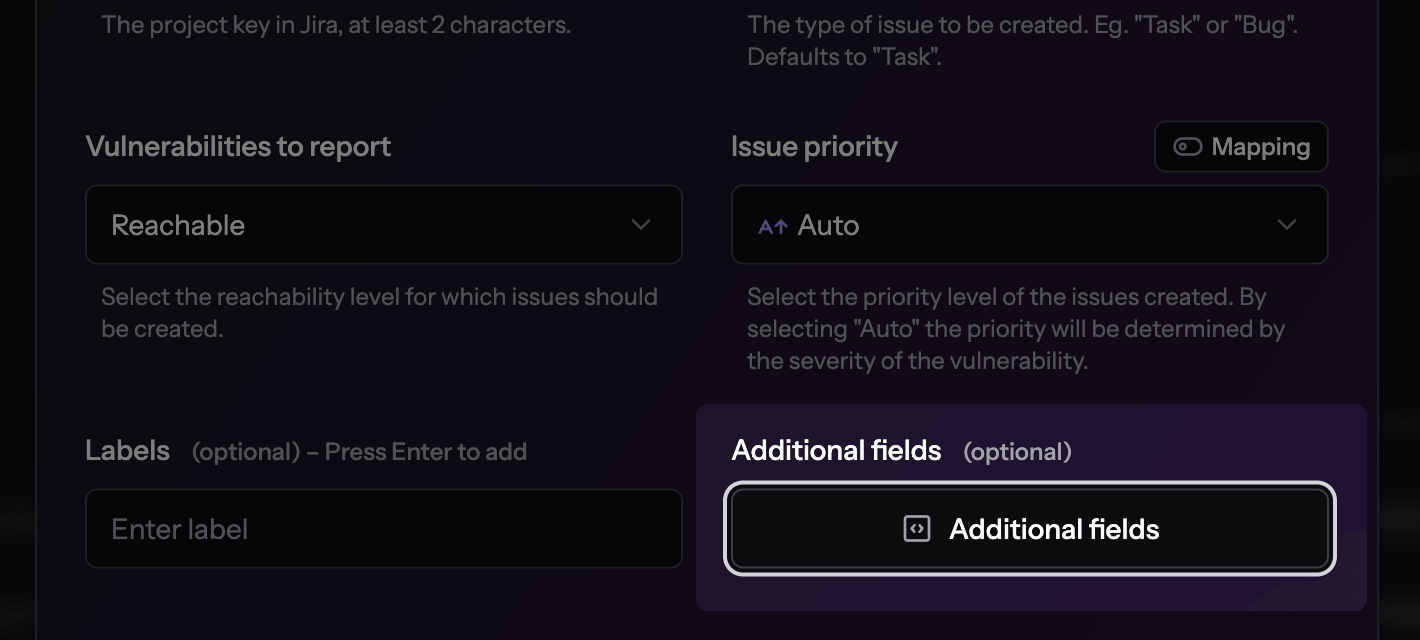 The project key in Jira, at least 2 characters.
The type of issue to be created. Eg. "Task" or "Bug".
Defaults to "Task".
Vulnerabilities to report
Reachable
Select the reachability level for which issues should
be created.
Issue priority
Mapping
Auto
Select the priority level of the issues created. By
selecting "Auto" the priority will be determined by
the severity of the vulnerability.
Labels (optional) – Press Enter to add
Enter label
Additional fields (optional)
Additional fields